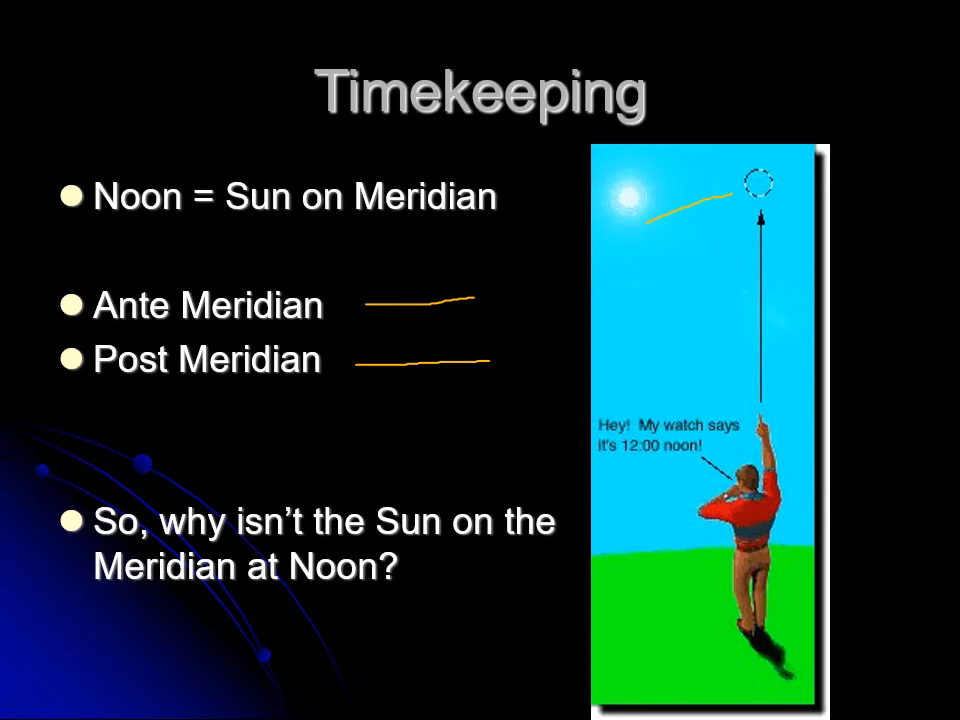 Timekeeping
Noon = Sun on Meridian
Ante Meridian
Post Meridian
So, why isn’t the Sun on the
Meridian at Noon?
Hey! My watch says
it's 12:00 noon!